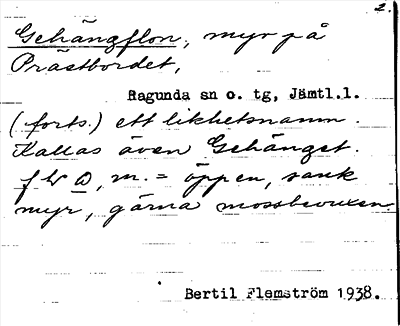 2.
Gehängflon, myr på
Prästbordet,
Ragunda sn o. tg, Jämtl.l.
(forts.) ett likhetsnamn.
Kallas även Gehänget.
m. = öppen, sank
myr, gärna mossbevuxen.
Bertil Flemström 1938.